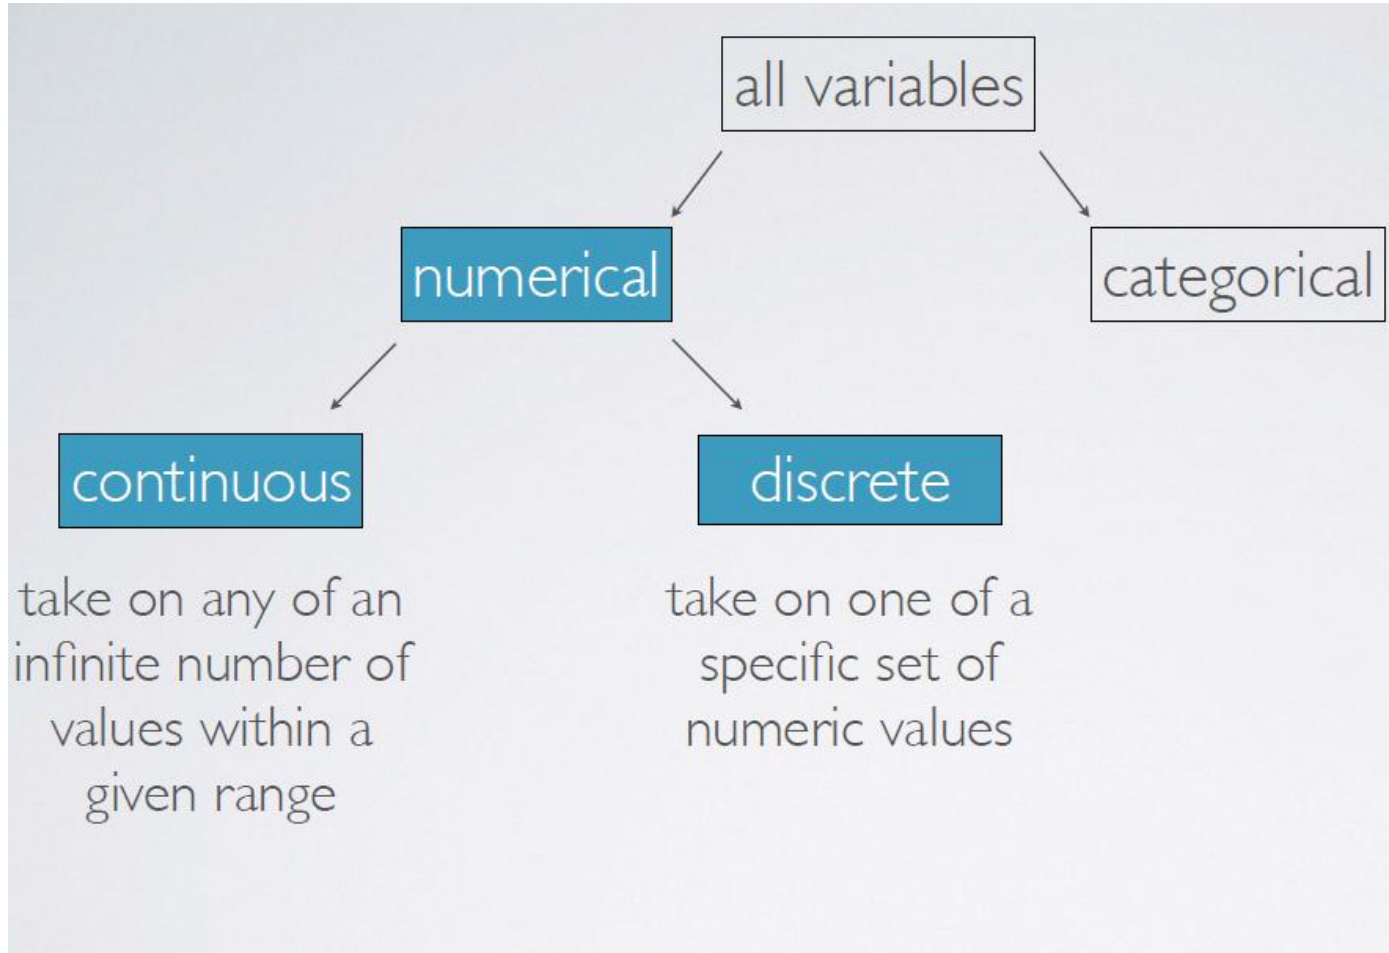 all variables
numerical
categorical
continuous
discrete
take on any of an
infinite number of
values within a
given range
take on one of a
specific set of
numeric values